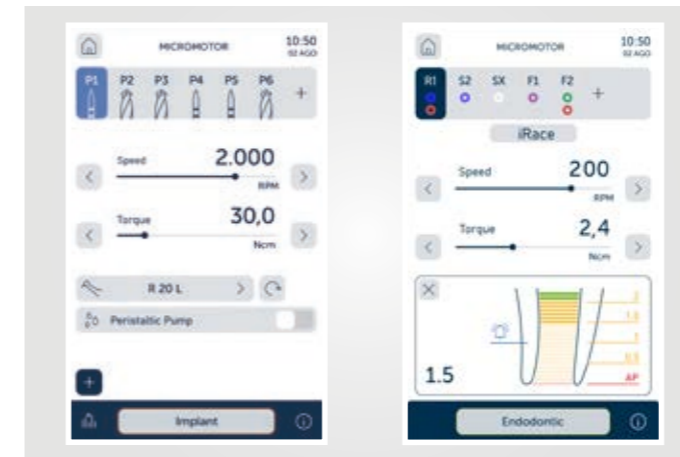 MICROMOTOR
10:50
02 AGO
P1 P2 P3 P4 P5 P6 +
Speed 2.000
RPM
Torque 30,0
Ncm
R 20 L
Peristaltic Pump
+
Implant
MICROMOTOR
10:50
02 AGO
R1 S2 SX F1 F2 +
iRace
Speed 200
RPM
Torque 2,4
Ncm
2
1.5
1
0.5
AP
1.5
Endodontic